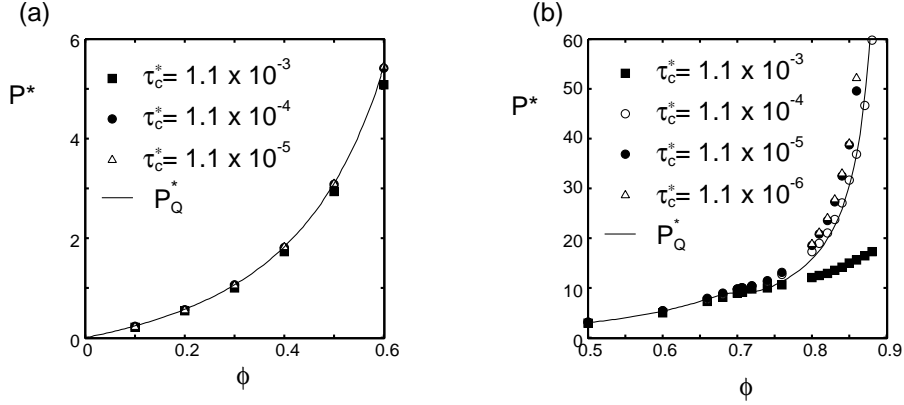 (a)
6
4
2
0
P*
■ τc*= 1.1 x 10-3
● τc*= 1.1 x 10-4
△ τc*= 1.1 x 10-5
— PQ*
0 0.2 0.4 0.6
ϕ
(b)
60
50
40
30
20
10
0
P*
■ τc*= 1.1 x 10-3
○ τc*= 1.1 x 10-4
● τc*= 1.1 x 10-5
△ τc*= 1.1 x 10-6
— PQ*
0.5 0.6 0.7 0.8 0.9
ϕ